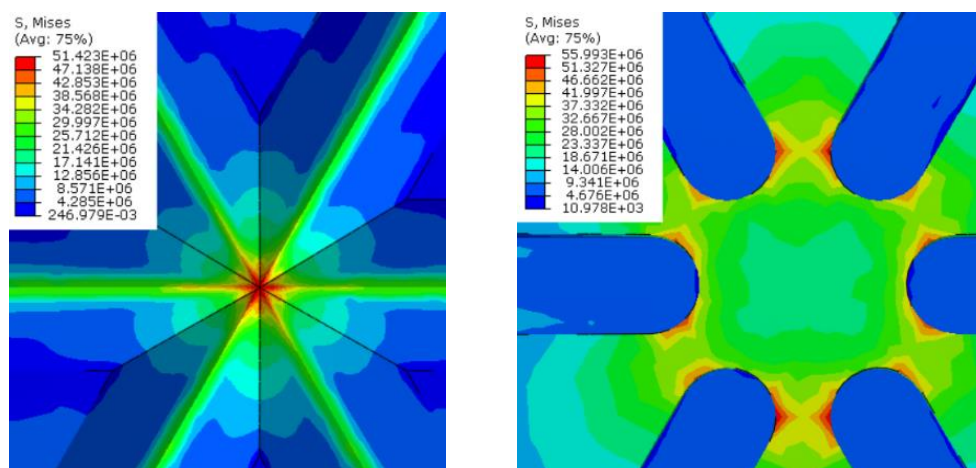 S, Mises
(Avg: 75%)
51.423E+06
47.138E+06
42.853E+06
38.568E+06
34.282E+06
29.997E+06
25.712E+06
21.426E+06
17.141E+06
12.856E+06
8.571E+06
4.285E+06
246.979E-03
S, Mises
(Avg: 75%)
55.993E+06
51.327E+06
46.662E+06
41.997E+06
37.332E+06
32.667E+06
28.002E+06
23.337E+06
18.671E+06
14.006E+06
9.341E+06
4.676E+06
10.978E+03